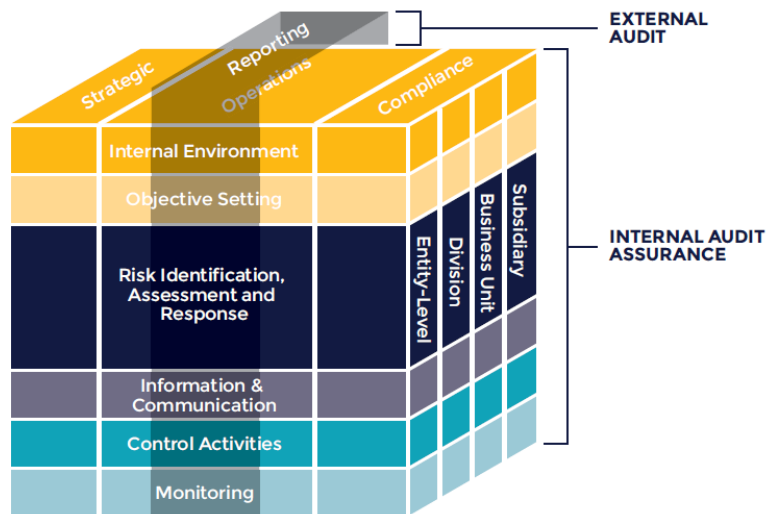 EXTERNAL
AUDIT
Strategic
Reporting
Operations
Compliance
Internal Environment
Objective Setting
Risk Identification,
Assessment and
Response
Information &
Communication
Control Activities
Monitoring
Entity-Level
Division
Business Unit
Subsidiary
INTERNAL AUDIT
ASSURANCE